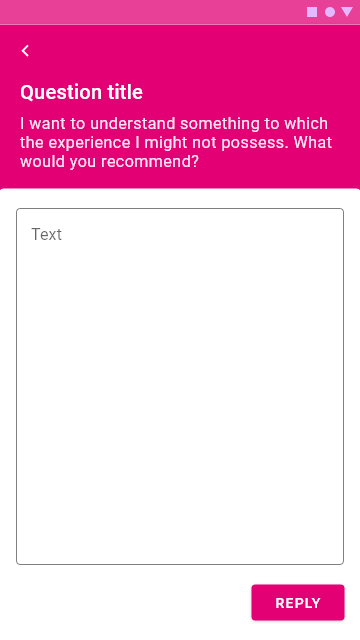 Question title
I want to understand something to which
the experience I might not possess. What
would you recommend?
Text
REPLY